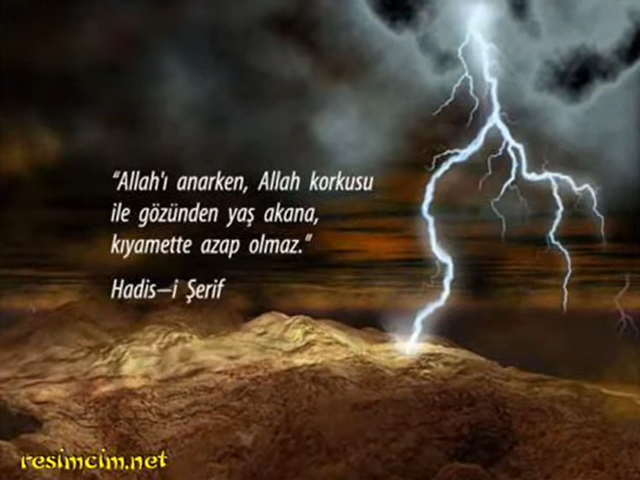 “Allah'ı anarken, Allah korkusu
ile gözünden yaş akana,
kıyamette azap olmaz.”
Hadis–i Şerif
resimcim.net